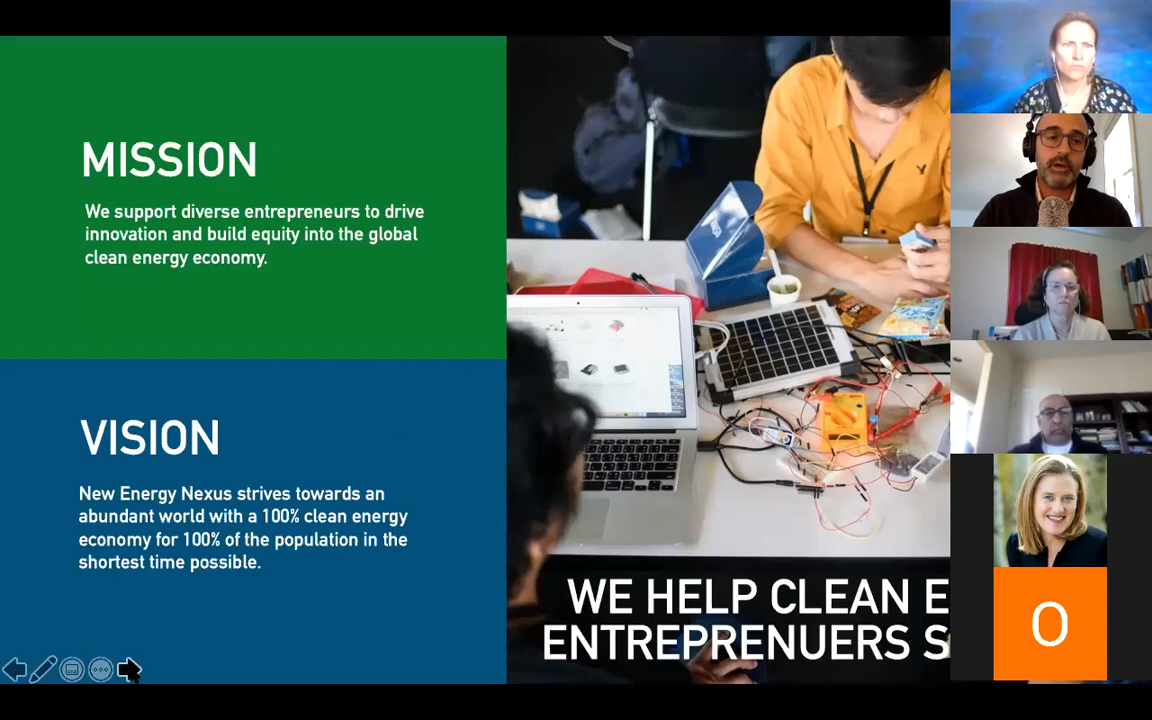 MISSION
We support diverse entrepreneurs to drive
innovation and build equity into the global
clean energy economy.
VISION
New Energy Nexus strives towards an
abundant world with a 100% clean energy
economy for 100% of the population in the
shortest time possible.
WE HELP CLEAN E
ENTREPRENUERS S
O